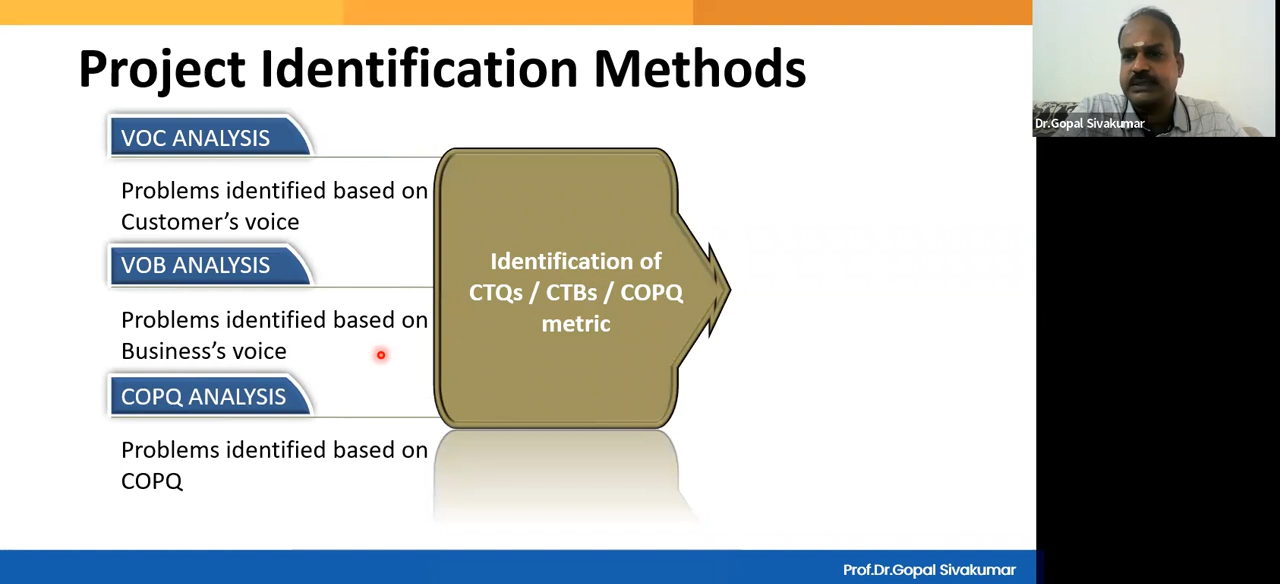 Project Identification Methods
VOC ANALYSIS
Problems identified based on
Customer’s voice
VOB ANALYSIS
Problems identified based on
Business’s voice
COPQ ANALYSIS
Problems identified based on
COPQ
Identification of
CTQs / CTBs / COPQ
metric
Dr.Gopal Sivakumar
Prof.Dr.Gopal Sivakumar